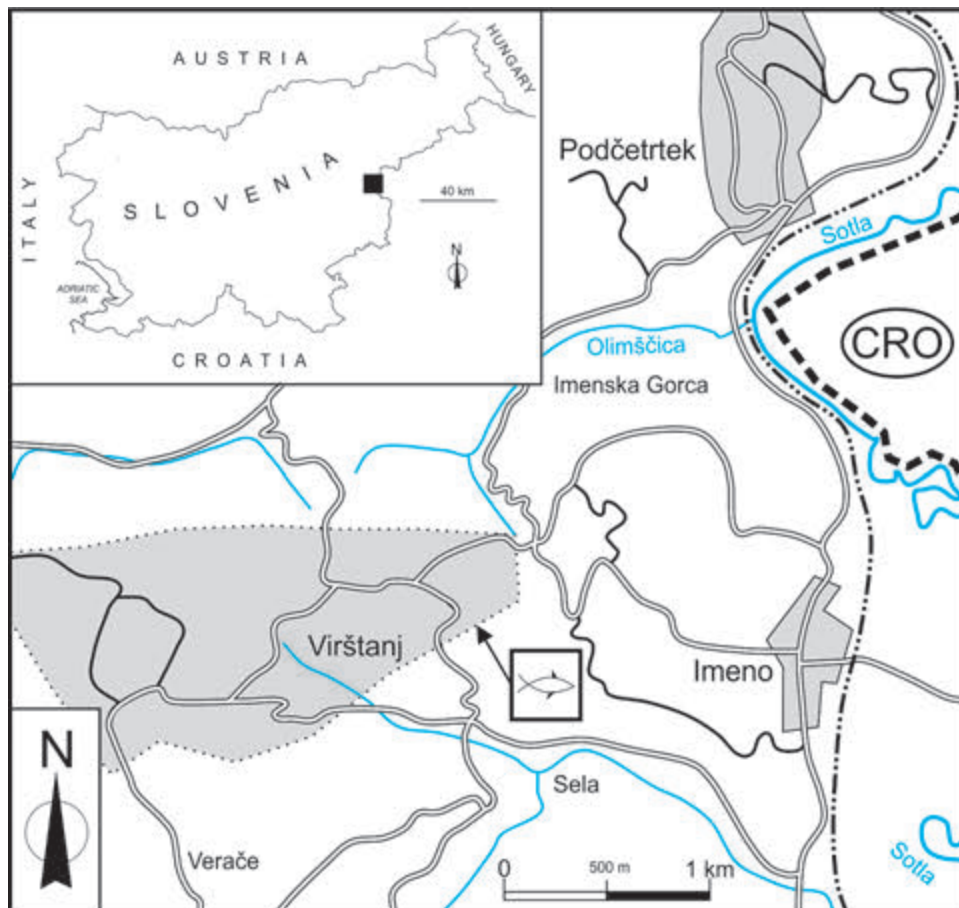 AUSTRIA
HUNGARY
ITALY
SLOVENIA
40 km
N
ADRIATIC
SEA
CROATIA
Podčetrtek
Sotla
CRO
Olimščica
Imenska Gorca
Virštanj
Imeno
N
Sela
Verače
0
500 m
1 km
Sotla